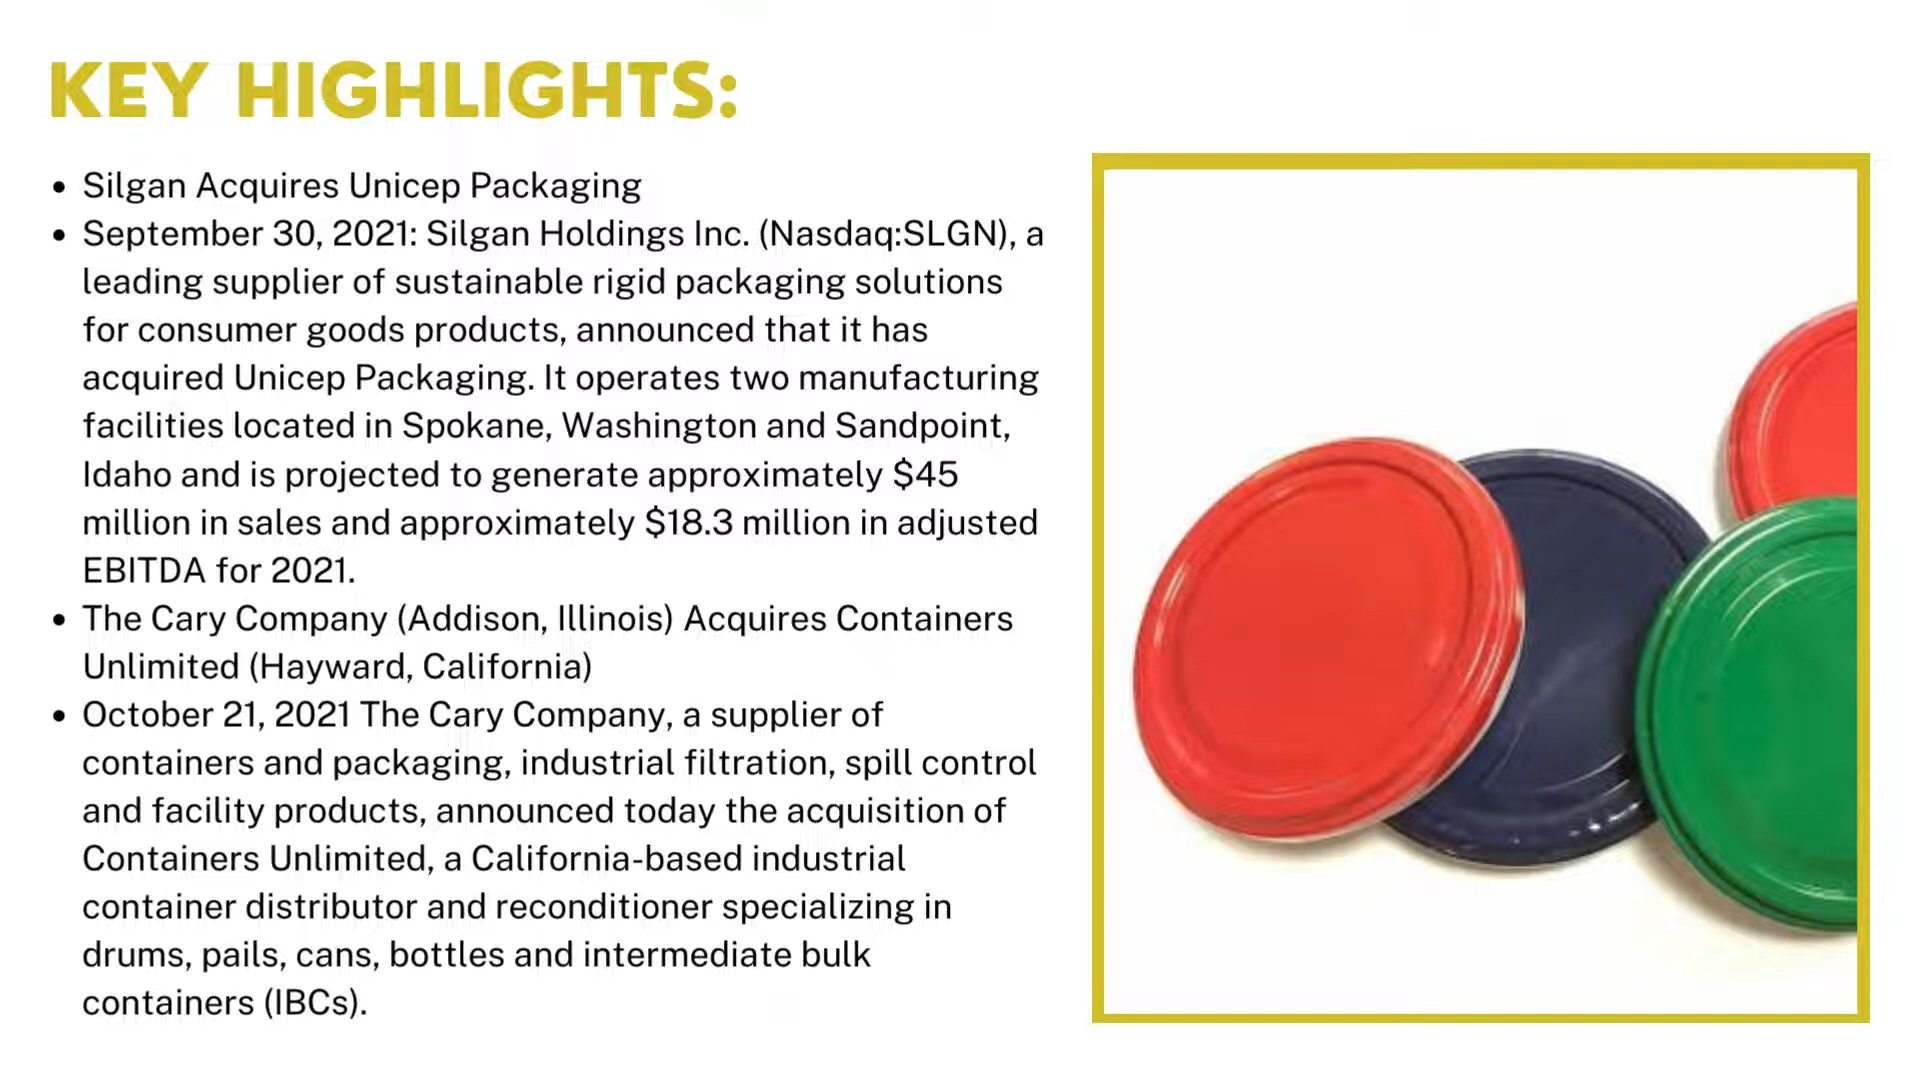 KEY HIGHLIGHTS:
• Silgan Acquires Unicep Packaging
• September 30, 2021: Silgan Holdings Inc. (Nasdaq:SLGN), a
leading supplier of sustainable rigid packaging solutions
for consumer goods products, announced that it has
acquired Unicep Packaging. It operates two manufacturing
facilities located in Spokane, Washington and Sandpoint,
Idaho and is projected to generate approximately $45
million in sales and approximately $18.3 million in adjusted
EBITDA for 2021.
• The Cary Company (Addison, Illinois) Acquires Containers
Unlimited (Hayward, California)
• October 21, 2021 The Cary Company, a supplier of
containers and packaging, industrial filtration, spill control
and facility products, announced today the acquisition of
Containers Unlimited, a California-based industrial
container distributor and reconditioner specializing in
drums, pails, cans, bottles and intermediate bulk
containers (IBCs).